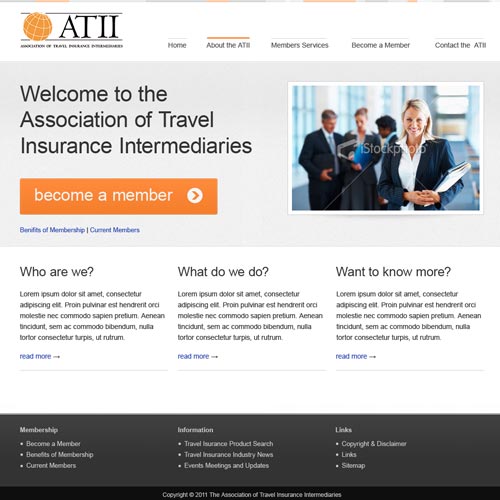 ATII
ASSOCIATION OF TRAVEL INSURANCE INTERMEDIARIES
Home
About the ATII
Members Services
Become a Member
Contact the ATII
Welcome to the
Association of Travel
Insurance Intermediaries
become a member
iStockphoto
Benifits of Membership | Current Members
Who are we?
Lorem ipsum dolor sit amet, consectetur
adipiscing elit. Proin purus est hendrerit orci
molestie nec commodo sapien pretium. Aenean
tincidunt, sem ac commodo bibendum, nulla
tortor consectetur turpis, ut rutrum.
read more →
What do we do?
Lorem ipsum dolor sit amet, consectetur
adipiscing elit. Proin purus est hendrerit orci
molestie nec commodo sapien pretium. Aenean
tincidunt, sem ac commodo bibendum, nulla
tortor consectetur turpis, ut rutrum.
read more →
Want to know more?
Lorem ipsum dolor sit amet, consectetur
adipiscing elit. Proin purus est hendrerit orci
molestie nec commodo sapien pretium. Aenean
tincidunt, sem ac commodo bibendum, nulla
tortor consectetur turpis, ut rutrum.
read more →
Membership
Become a Member
Benefits of Membership
Current Members
Information
Travel Isurance Product Search
Travel Insurance Industry News
Events Meetings and Updates
Links
Copyright & Disclaimer
Links
Sitemap
Copyright © 2011 The Association of Travel Insurance Intermediaries